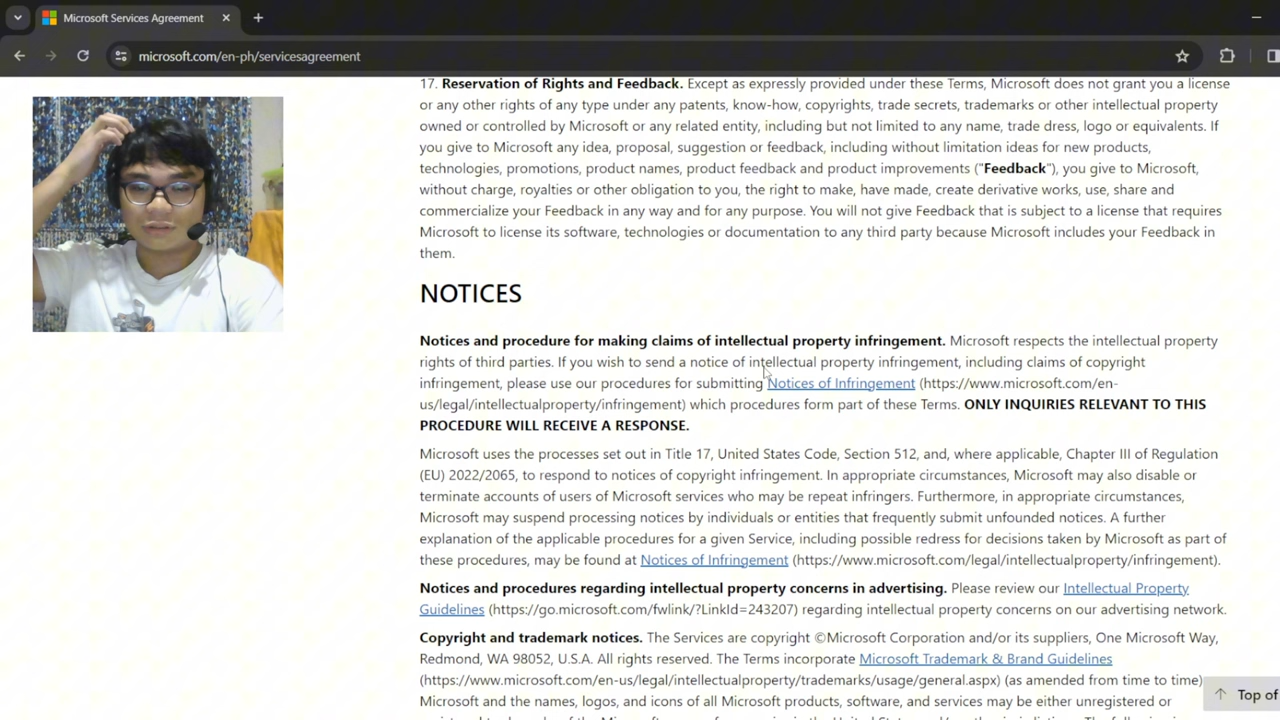 Microsoft Services Agreement
microsoft.com/en-ph/servicesagreement
17. Reservation of Rights and Feedback. Except as expressly provided under these Terms, Microsoft does not grant you a license
or any other rights of any type under any patents, know-how, copyrights, trade secrets, trademarks or other intellectual property
owned or controlled by Microsoft or any related entity, including but not limited to any name, trade dress, logo or equivalents. If
you give to Microsoft any idea, proposal, suggestion or feedback, including without limitation ideas for new products,
technologies, promotions, product names, product feedback and product improvements ("Feedback"), you give to Microsoft,
without charge, royalties or other obligation to you, the right to make, have made, create derivative works, use, share and
commercialize your Feedback in any way and for any purpose. You will not give Feedback that is subject to a license that requires
Microsoft to license its software, technologies or documentation to any third party because Microsoft includes your Feedback in
them.
NOTICES
Notices and procedure for making claims of intellectual property infringement. Microsoft respects the intellectual property
rights of third parties. If you wish to send a notice of intellectual property infringement, including claims of copyright
infringement, please use our procedures for submitting Notices of Infringement (https://www.microsoft.com/en-
us/legal/intellectualproperty/infringement) which procedures form part of these Terms. ONLY INQUIRIES RELEVANT TO THIS
PROCEDURE WILL RECEIVE A RESPONSE.
Microsoft uses the processes set out in Title 17, United States Code, Section 512, and, where applicable, Chapter III of Regulation
(EU) 2022/2065, to respond to notices of copyright infringement. In appropriate circumstances, Microsoft may also disable or
terminate accounts of users of Microsoft services who may be repeat infringers. Furthermore, in appropriate circumstances,
Microsoft may suspend processing notices by individuals or entities that frequently submit unfounded notices. A further
explanation of the applicable procedures for a given Service, including possible redress for decisions taken by Microsoft as part of
these procedures, may be found at Notices of Infringement (https://www.microsoft.com/legal/intellectualproperty/infringement).
Notices and procedures regarding intellectual property concerns in advertising. Please review our Intellectual Property
Guidelines (https://go.microsoft.com/fwlink/?LinkId=243207) regarding intellectual property concerns on our advertising network.
Copyright and trademark notices. The Services are copyright ©Microsoft Corporation and/or its suppliers, One Microsoft Way,
Redmond, WA 98052, U.S.A. All rights reserved. The Terms incorporate Microsoft Trademark & Brand Guidelines
(https://www.microsoft.com/en-us/legal/intellectualproperty/trademarks/usage/general.aspx) (as amended from time to time)
Microsoft and the names, logos, and icons of all Microsoft products, software, and services may be either unregistered or
Top of